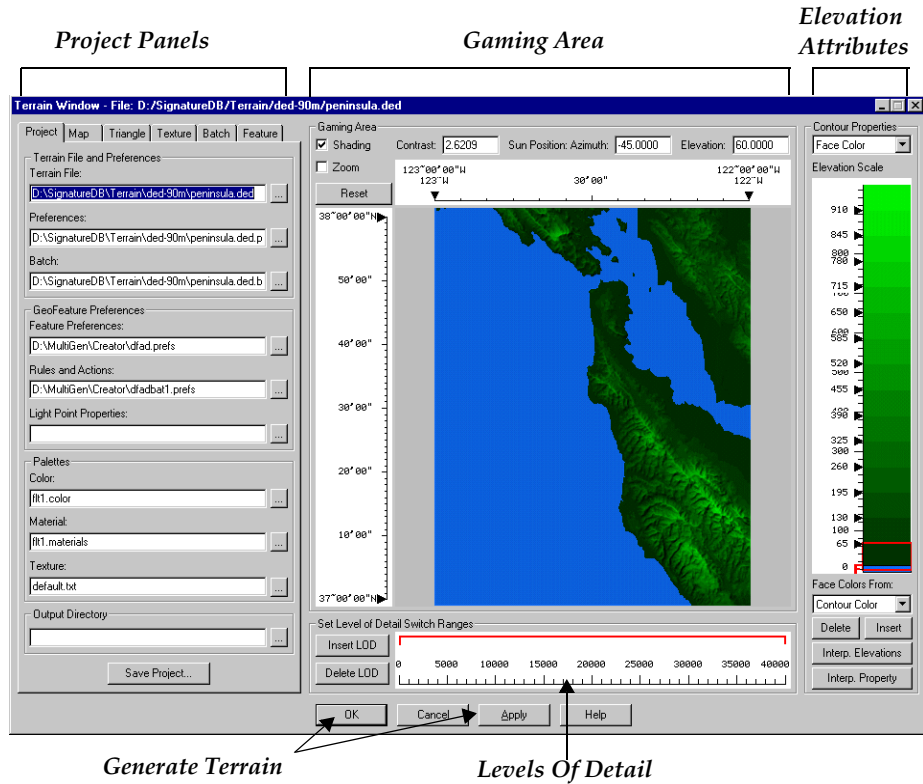 Project Panels
Gaming Area
Elevation
Attributes
Terrain Window - File: D:/SignatureDB/Terrain/ded-90m/peninsula.ded
Project Map Triangle Texture Batch Feature
Terrain File and Preferences
Terrain File:
D:\SignatureDB\Terrain\ded-90m\peninsula.ded ...
Preferences:
D:\SignatureDB\Terrain\ded-90m\peninsula.ded.p ...
Batch:
D:\SignatureDB\Terrain\ded-90m\peninsula.ded.b ...
GeoFeature Preferences
Feature Preferences:
D:\MultiGen\Creator\dfad.prefs ...
Rules and Actions:
D:\MultiGen\Creator\dfadbat1.prefs ...
Light Point Properties:
...
Palettes
Color:
flt1.color ...
Material:
flt1.materials ...
Texture:
default.txt ...
Output Directory
...
Save Project...
Gaming Area
Shading Contrast: 2.6209 Sun Position: Azimuth: -45.0000 Elevation: 60.0000
Zoom
Reset
123~00'00"W 122~00'00"W
123~W 30'00" 122~W
38~00'00"N
50'00"
40'00"
30'00"
20'00"
10'00"
37~00'00"N
Set Level of Detail Switch Ranges
Insert LOD
Delete LOD
0 5000 10000 15000 20000 25000 30000 35000 40000
Contour Properties
Face Color
Elevation Scale
910
845
800
780
715
700
650
600
585
520
500
455
400
390
325
300
260
195
130
100
65
0
Face Colors From:
Contour Color
Delete Insert
Interp. Elevations
Interp. Property
OK Cancel Apply Help
Generate Terrain
Levels Of Detail